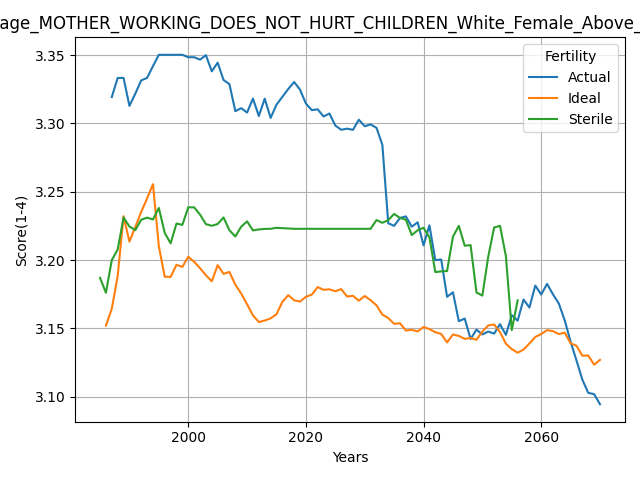 age_MOTHER_WORKING_DOES_NOT_HURT_CHILDREN_White_Female_Above_
Fertility
Actual
Ideal
Sterile
3.35
3.30
3.25
3.20
3.15
3.10
Score(1-4)
2000 2020 2040 2060
Years